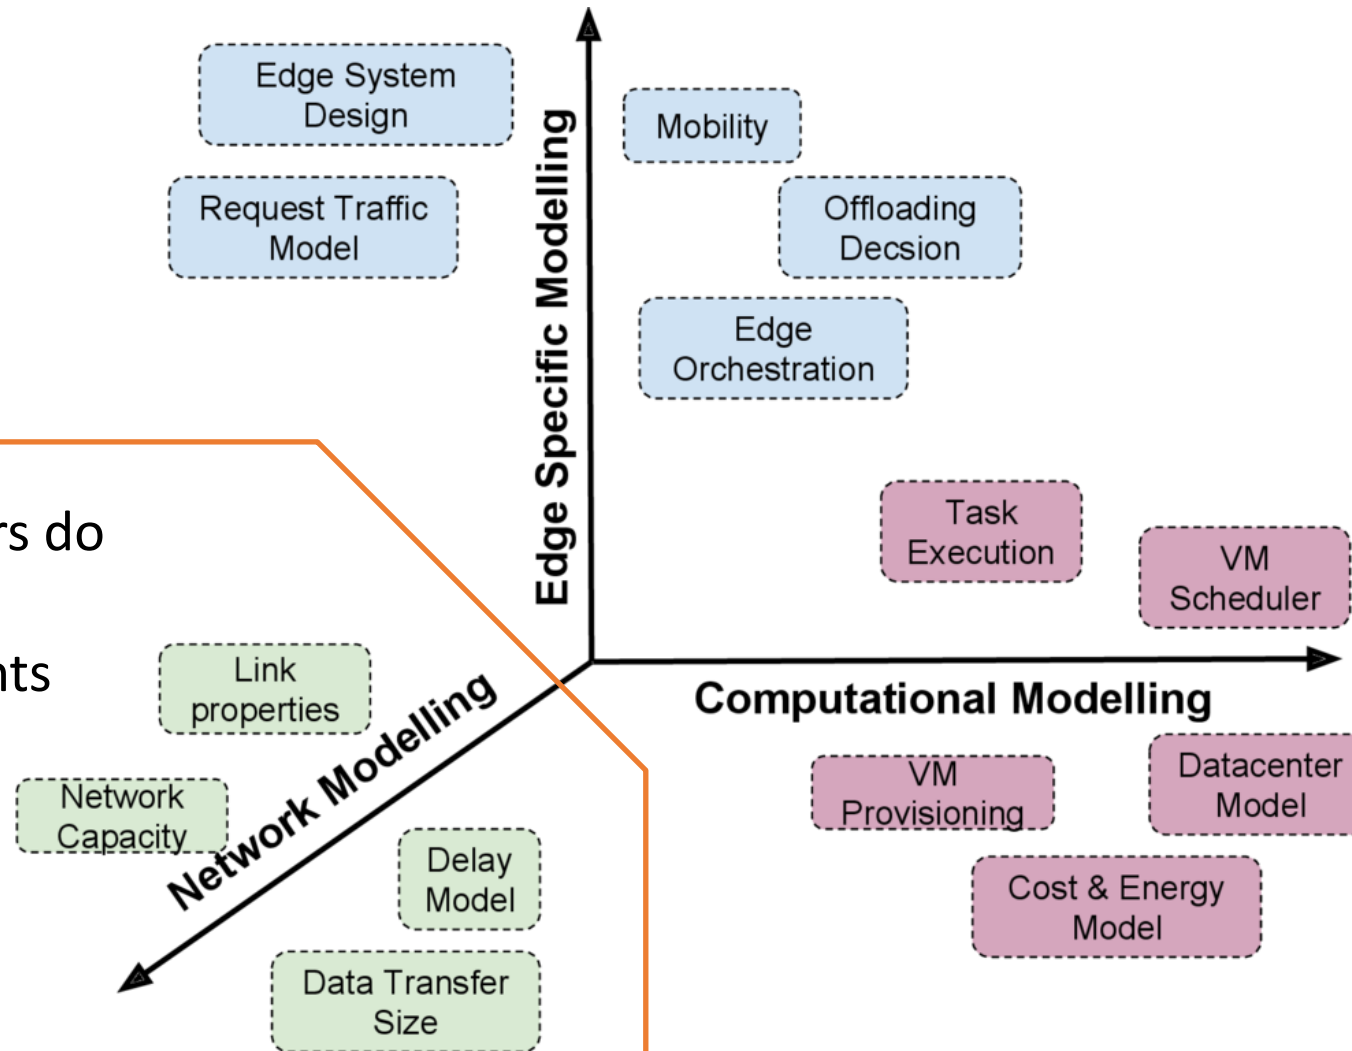 Edge System
Design
Mobility
Request Traffic
Model
Offloading
Decsion
Edge
Orchestration
Edge Specific Modelling
rs do
Task
Execution
VM
Scheduler
nts
Link
properties
Computational Modelling
Network Modelling
Network
Capacity
VM
Provisioning
Datacenter
Model
Delay
Model
Cost & Energy
Model
Data Transfer
Size